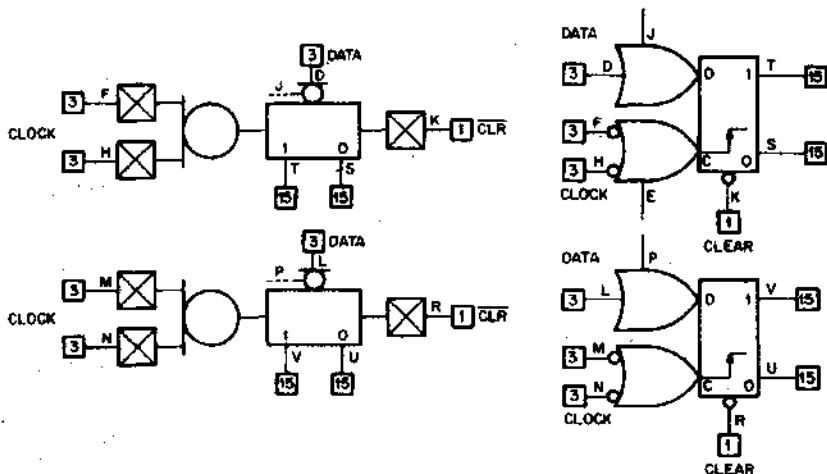 3 DATA
D
J
3 F
CLOCK
3 H
1 0
K 1 CLR
T S
15 15
3 DATA
L
P
3 M
CLOCK
3 N
1 0
R 1 CLR
V U
15 15
J
DATA
3 D
D 1 T 15
3 F
3 H
C 0 S 15
CLOCK
E
K
1
CLEAR
P
DATA
3 L
D 1 V 15
3 M
3 N
C 0 U 15
CLOCK
R
1
CLEAR